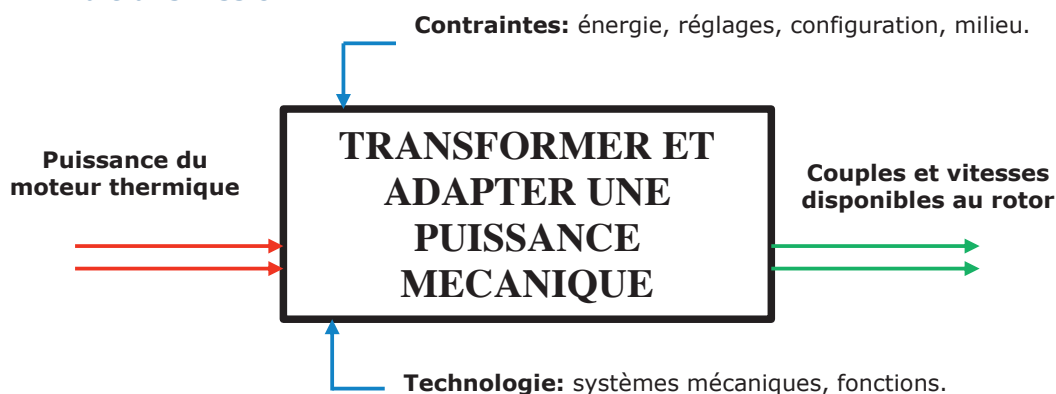 Contraintes: énergie, réglages, configuration, milieu.
TRANSFORMER ET
ADAPTER UNE
PUISSANCE
MECANIQUE
Puissance du
moteur thermique
Couples et vitesses
disponibles au rotor
Technologie: systèmes mécaniques, fonctions.